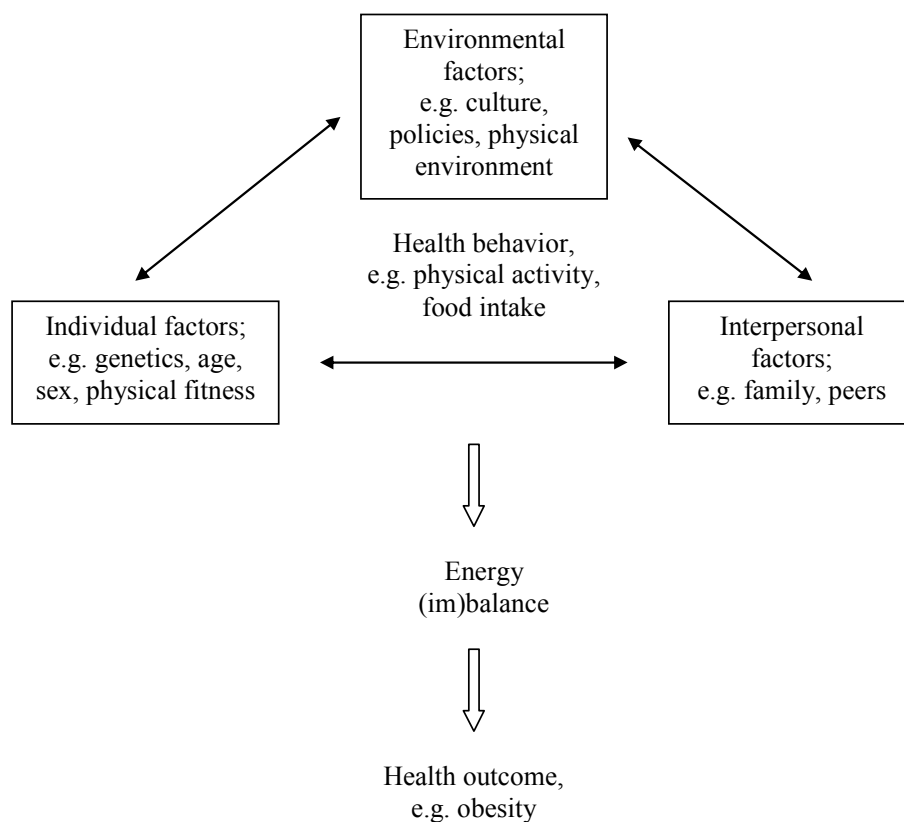 Environmental
factors;
e.g. culture,
policies, physical
environment
Health behavior,
e.g. physical activity,
food intake
Individual factors;
e.g. genetics, age,
sex, physical fitness
Interpersonal
factors;
e.g. family, peers
Energy
(im)balance
Health outcome,
e.g. obesity